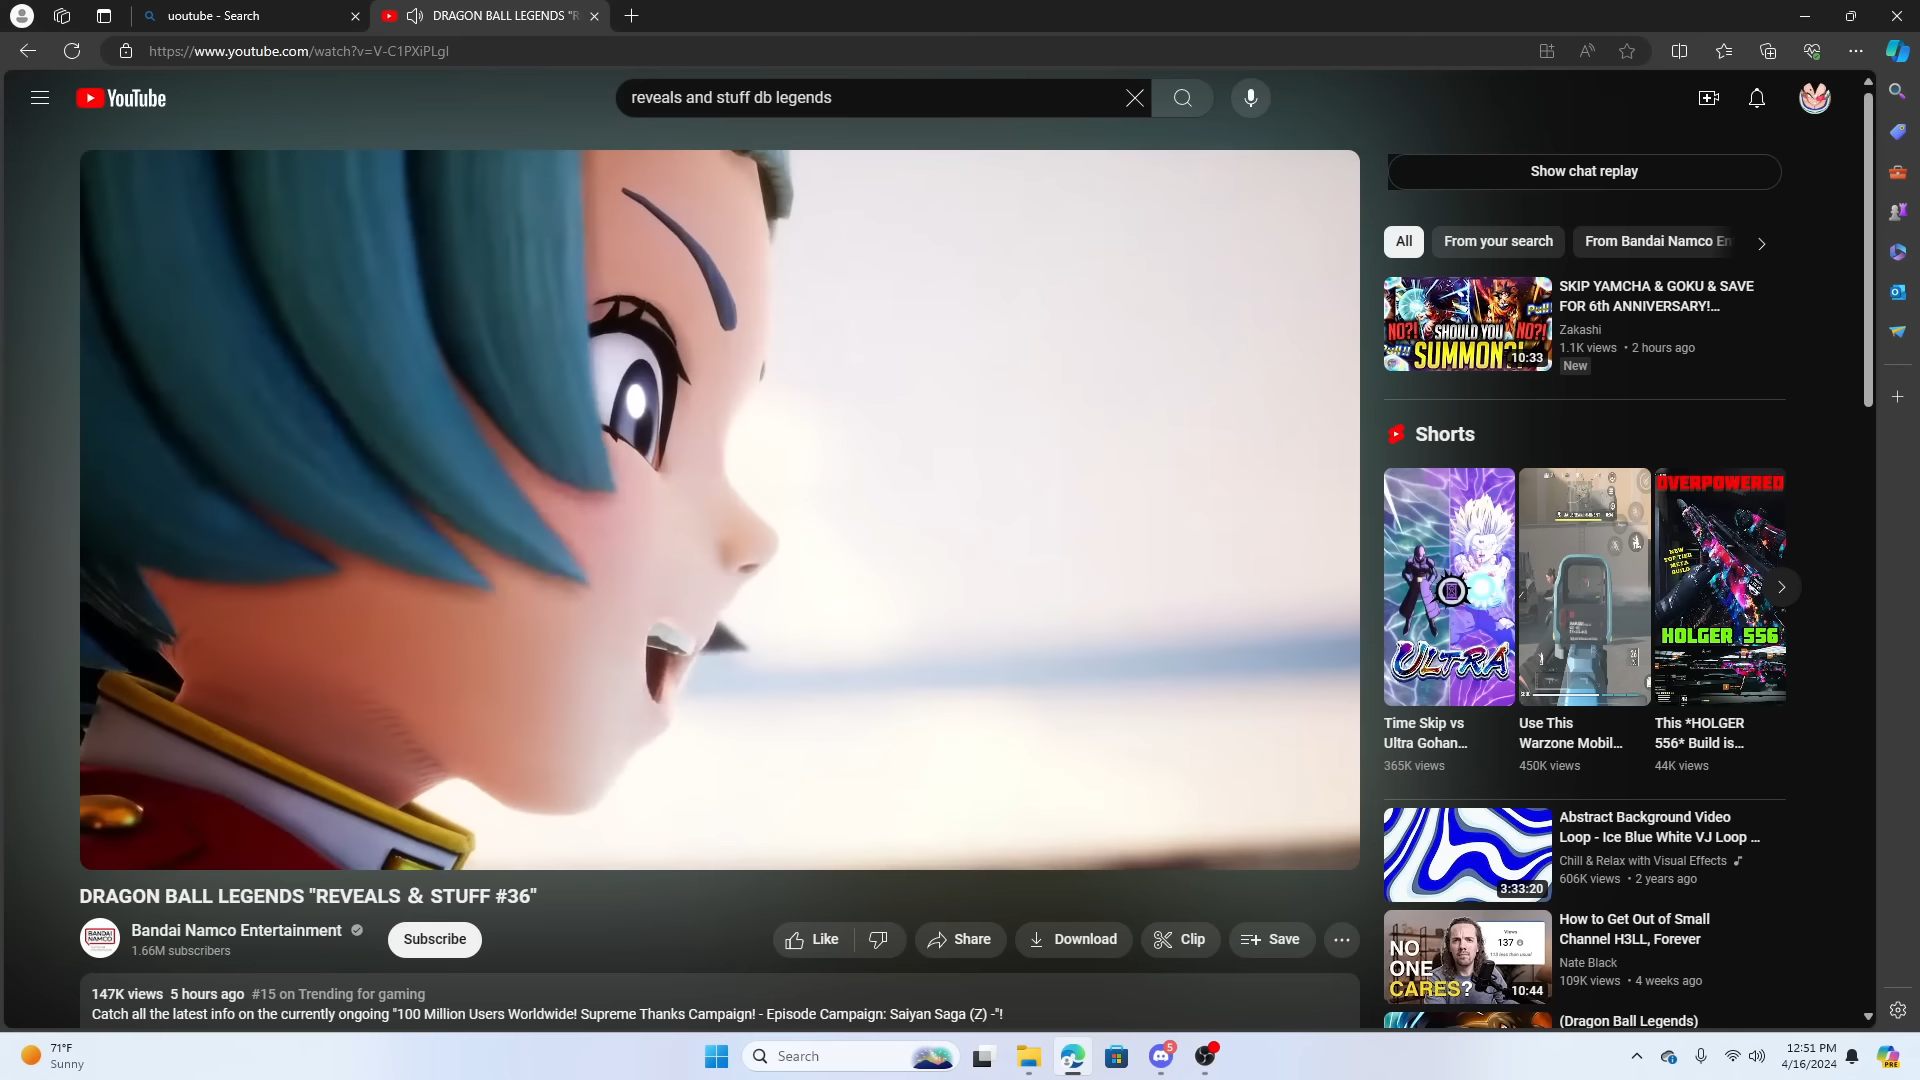 uoutube - Search
DRAGON BALL LEGENDS "R
https://www.youtube.com/watch?v=V-C1PXiPLgI
YouTube
reveals and stuff db legends
Show chat replay
All
From your search
From Bandai Namco En
NO?! SHOULD YOU NO?!
SUMMON?!
10:33
SKIP YAMCHA & GOKU & SAVE
FOR 6th ANNIVERSARY!...
Zakashi
1.1K views • 2 hours ago
New
Shorts
ULTRA
OVERPOWERED
HOLGER 556
Time Skip vs
Ultra Gohan...
365K views
Use This
Warzone Mobil...
450K views
This *HOLGER
556* Build is...
44K views
3:33:20
Abstract Background Video
Loop - Ice Blue White VJ Loop ...
Chill & Relax with Visual Effects
606K views • 2 years ago
NO
ONE
CARES?
Views
137
10:44
How to Get Out of Small
Channel H3LL, Forever
Nate Black
109K views • 4 weeks ago
(Dragon Ball Legends)
DRAGON BALL LEGENDS "REVEALS & STUFF #36"
BANDAI
NAMCO
Bandai Namco Entertainment
1.66M subscribers
Subscribe
Like
Share
Download
Clip
Save
147K views 5 hours ago #15 on Trending for gaming
Catch all the latest info on the currently ongoing "100 Million Users Worldwide! Supreme Thanks Campaign! - Episode Campaign: Saiyan Saga (Z) -"!
71°F
Sunny
Search
5
12:51 PM
4/16/2024
PRE